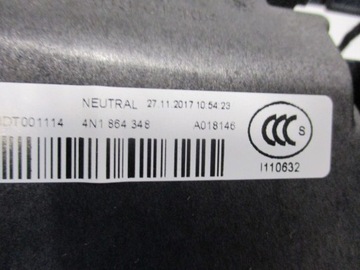 NEUTRAL 27.11.2017 10:54:23
DT001114 4N1 864 348 A018146
CCC S
I110632